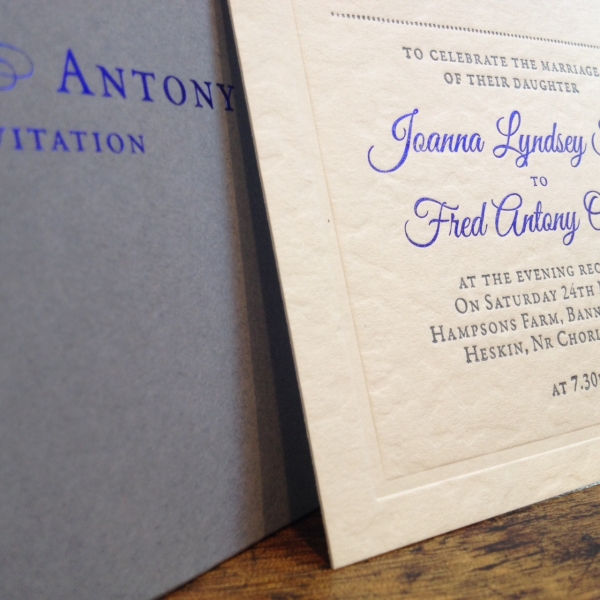 & ANTONY
VITATION
TO CELEBRATE THE MARRIAGE
OF THEIR DAUGHTER
Joanna Lyndsey
TO
Fred Antony
AT THE EVENING REC
ON SATURDAY 24TH
HAMPSONS FARM, BANN
HESKIN, NR CHORL
AT 7.30